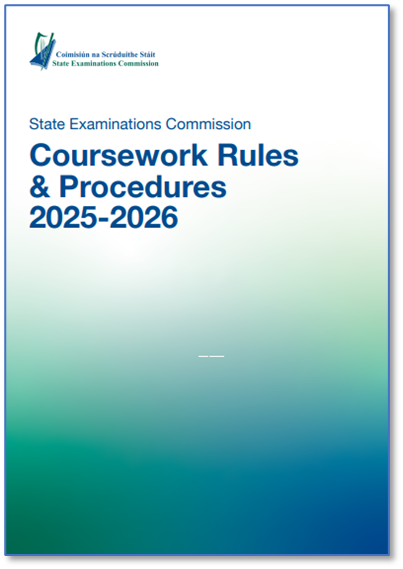 Coimisiún na Scrúduithe Stáit
State Examinations Commission
State Examinations Commission
Coursework Rules
& Procedures
2025-2026